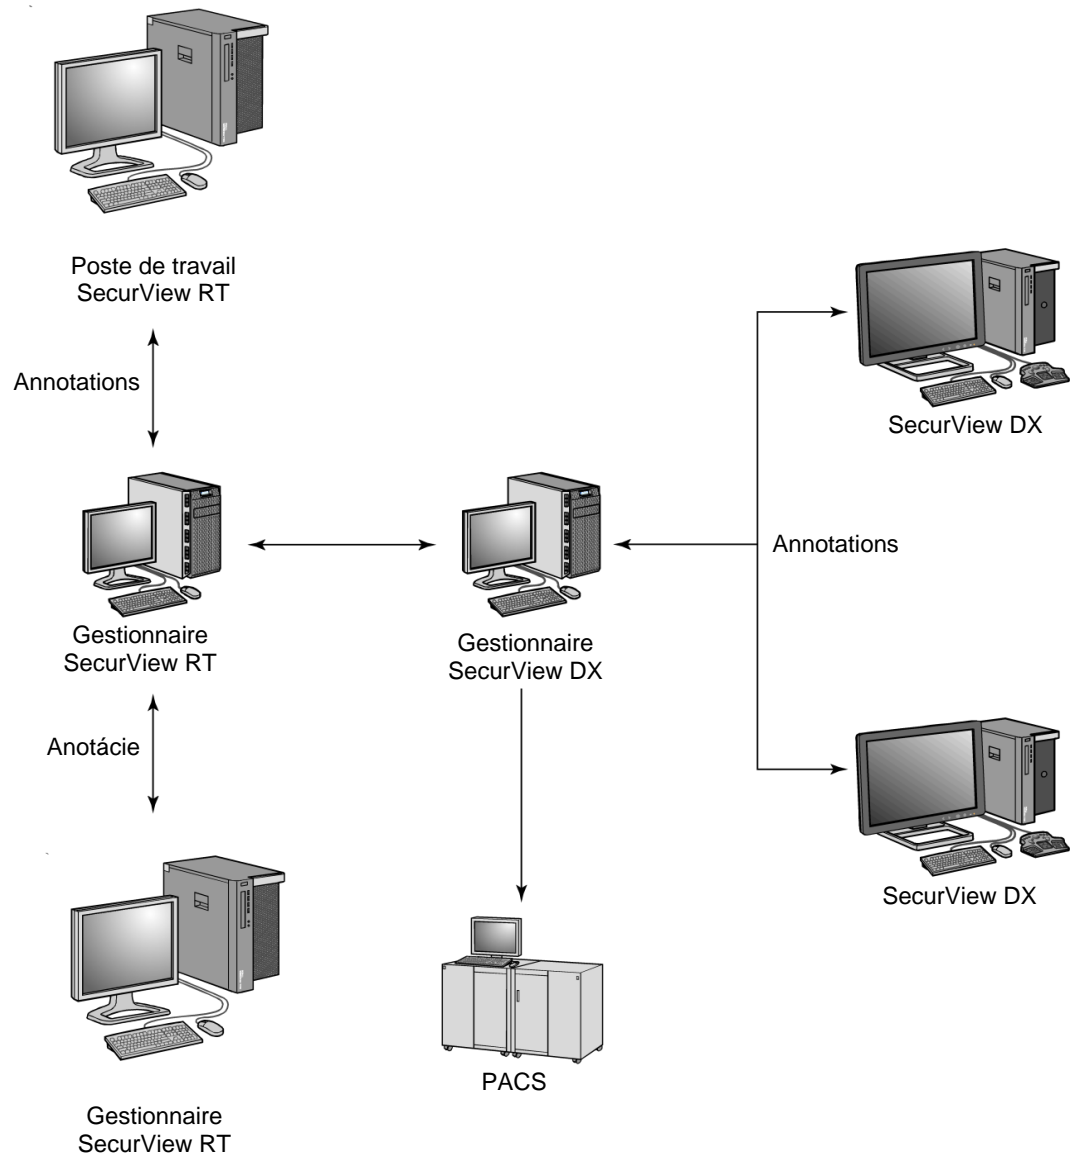 Poste de travail
SecurView RT
Annotations
SecurView DX
Annotations
Gestionnaire
SecurView RT
Gestionnaire
SecurView DX
Anotácie
SecurView DX
PACS
Gestionnaire
SecurView RT